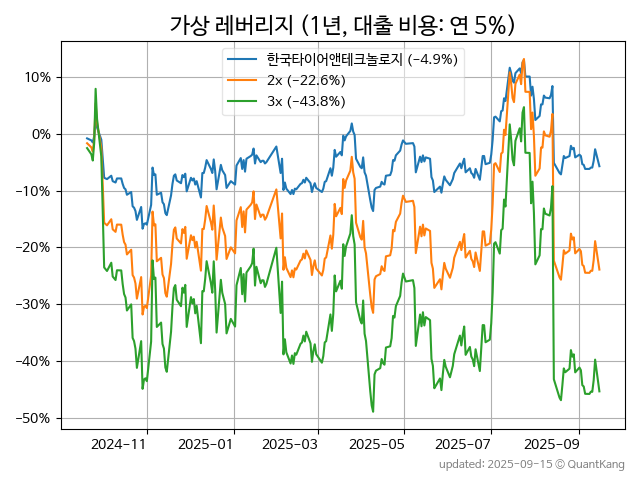 가상 레버리지 (1년, 대출 비용: 연 5%)
한국타이어앤테크놀로지 (−4.9%)
2x (−22.6%)
3x (−43.8%)
10%
0%
−10%
−20%
−30%
−40%
−50%
2024-11 2025-01 2025-03 2025-05 2025-07 2025-09
updated: 2025-09-15 © QuantKang